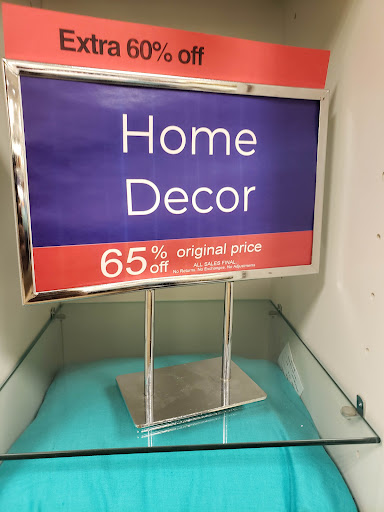 Extra 60% off
Home
Decor
65% off original price
ALL SALES FINAL.
No Returns. No Exchanges. No Adjustments